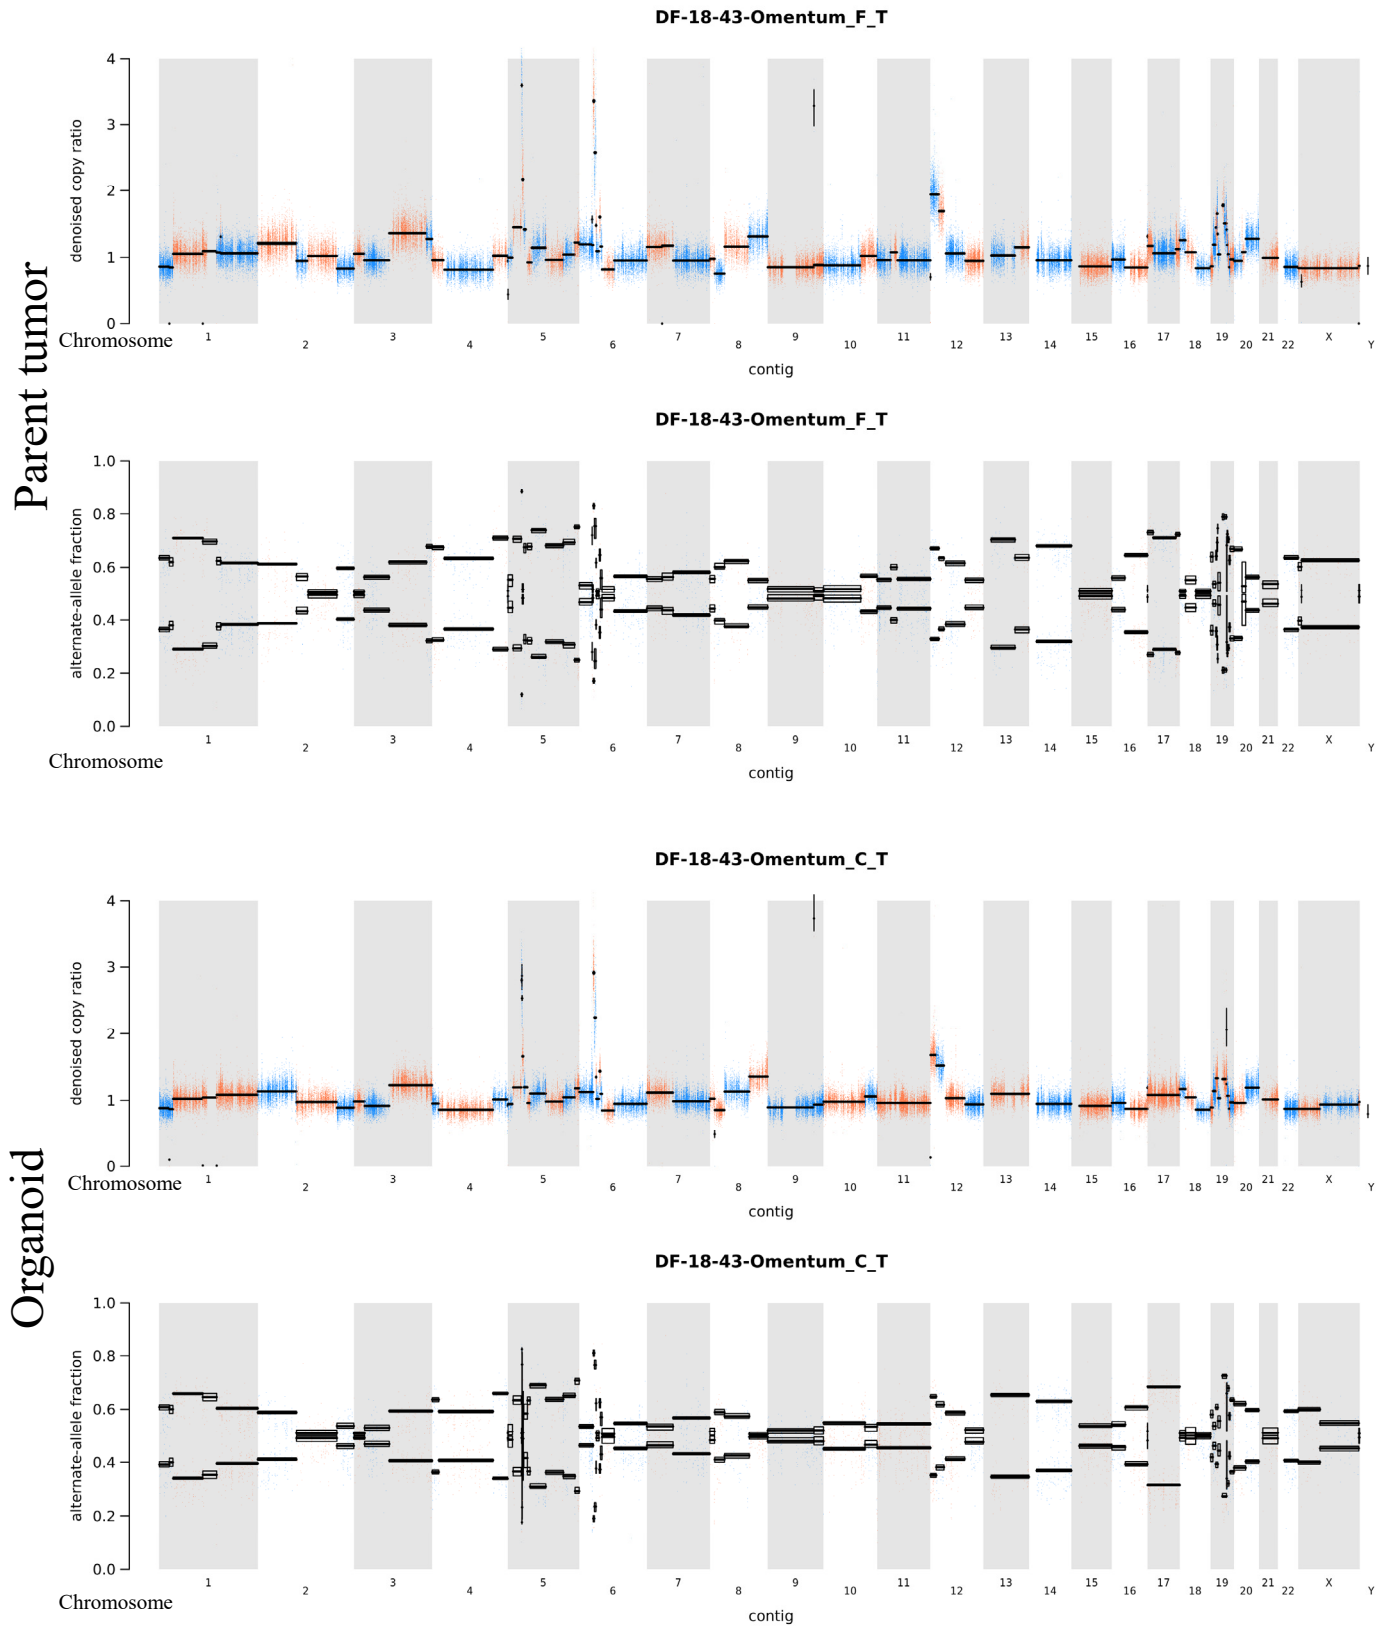 Parent tumor
DF-18-43-Omentum_F_T
denoised copy ratio
4
3
2
1
0
Chromosome
1 2 3 4 5 6 7 8 9 10 11 12 13 14 15 16 17 18 19 20 21 22 X Y
contig
DF-18-43-Omentum_F_T
alternate-allele fraction
1.0
0.8
0.6
0.4
0.2
0.0
Chromosome
1 2 3 4 5 6 7 8 9 10 11 12 13 14 15 16 17 18 19 20 21 22 X Y
contig
Organoid
DF-18-43-Omentum_C_T
denoised copy ratio
4
3
2
1
0
Chromosome
1 2 3 4 5 6 7 8 9 10 11 12 13 14 15 16 17 18 19 20 21 22 X Y
contig
DF-18-43-Omentum_C_T
alternate-allele fraction
1.0
0.8
0.6
0.4
0.2
0.0
Chromosome
1 2 3 4 5 6 7 8 9 10 11 12 13 14 15 16 17 18 19 20 21 22 X Y
contig